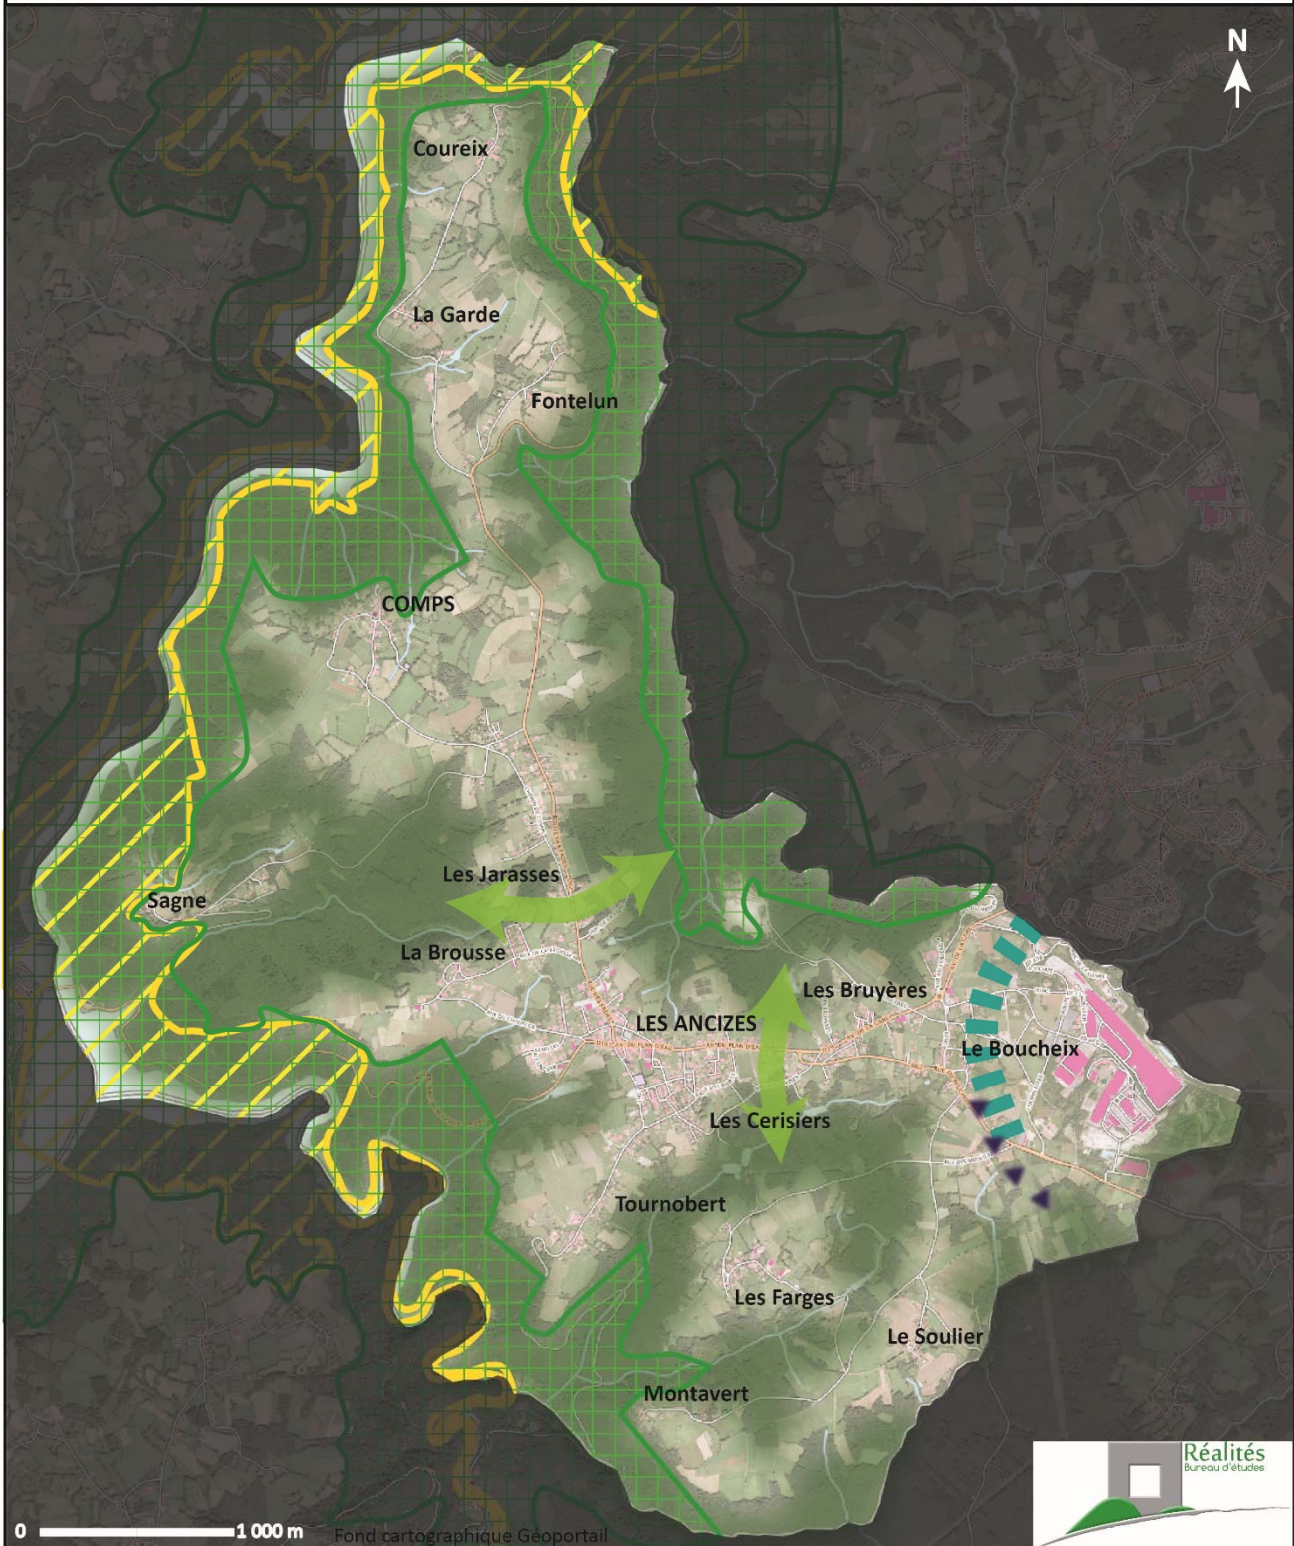 N
Coureix
La Garde
Fontelun
COMPS
Les Jarasses
Sagne
La Brousse
Les Bruyères
LES ANCIZES
Le Boucheix
Les Cerisiers
Tournobert
Les Farges
Le Soulier
Montavert
Réalités
Bureau d'études
0 1 000 m
Fond cartographique Géoportail